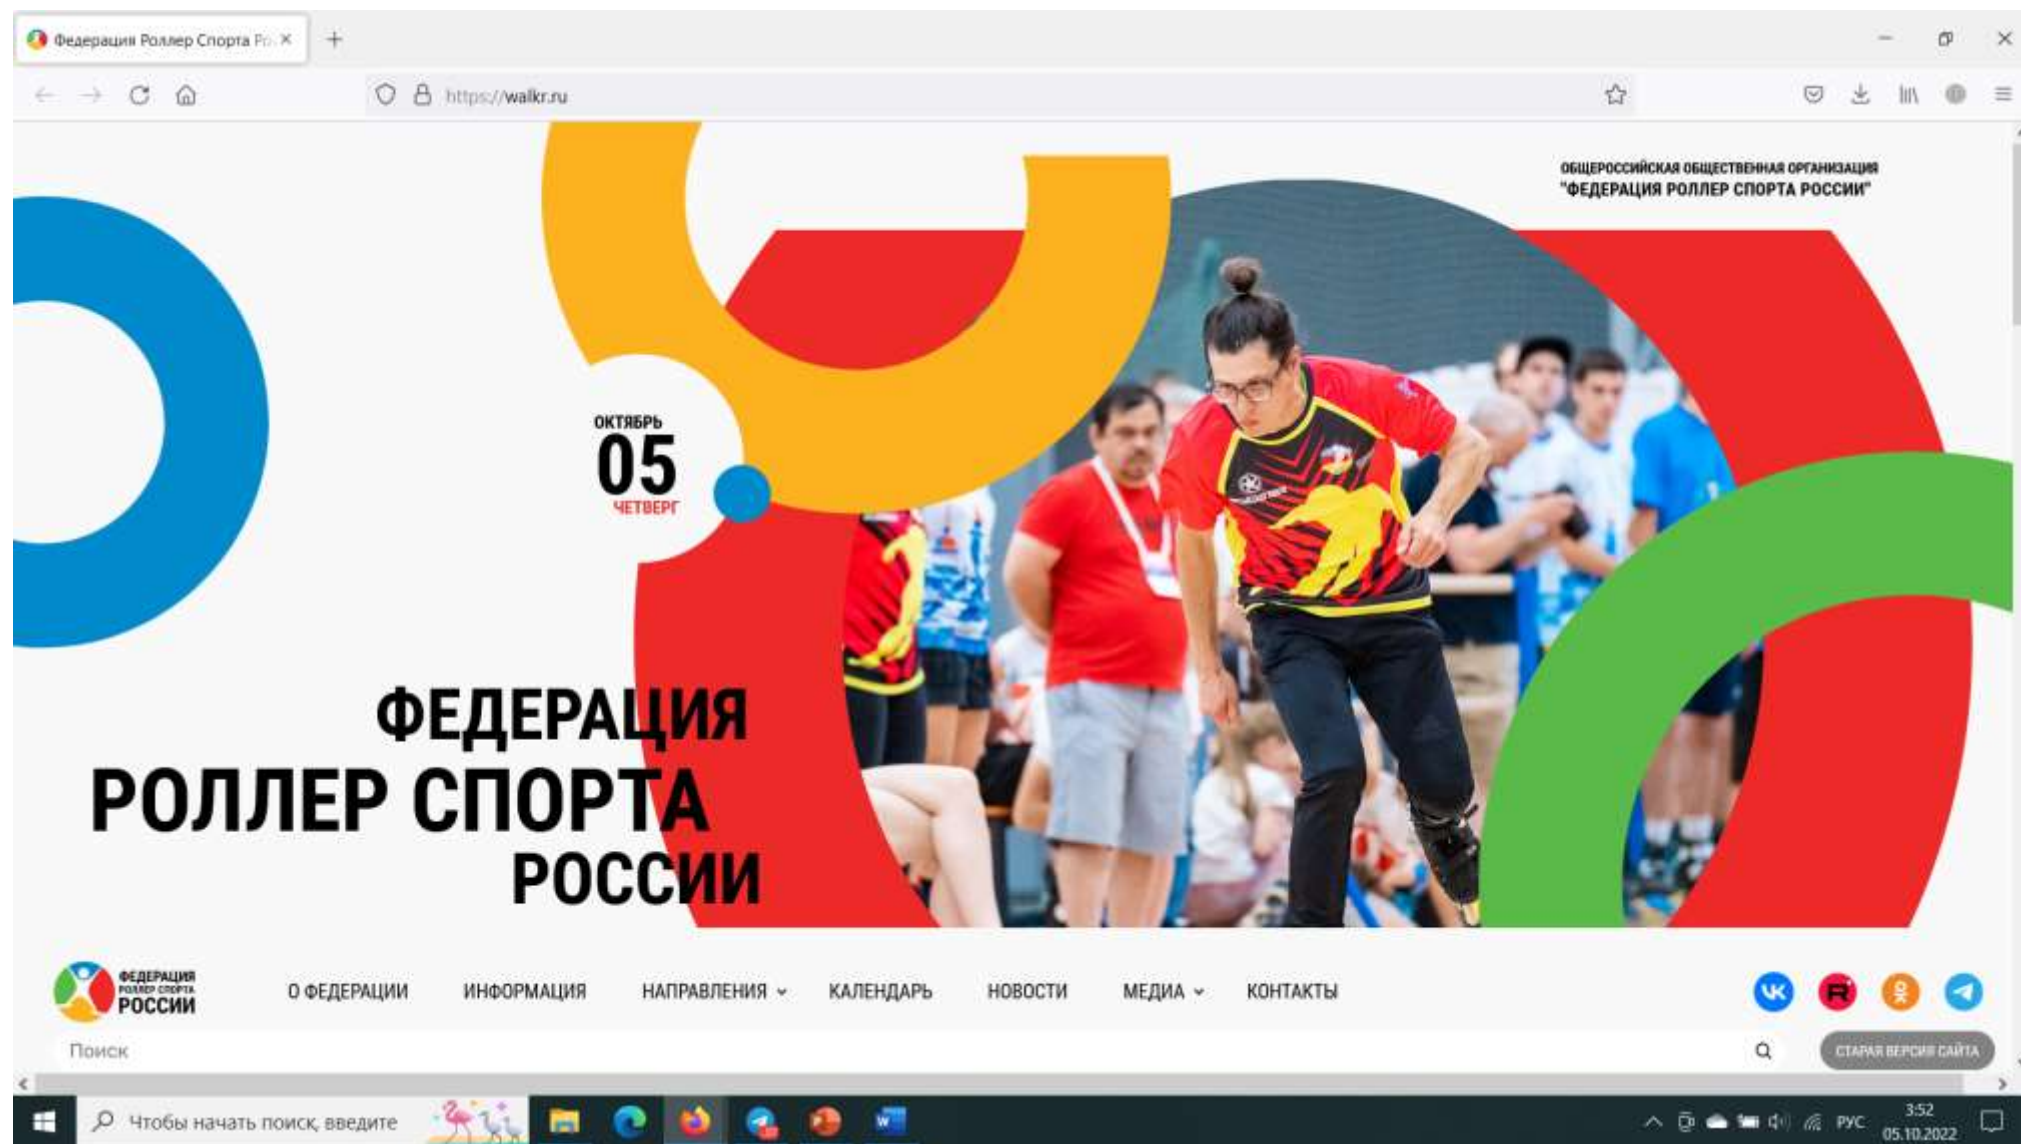 Федерация Роллер Спорта Ро
https://walkr.ru
ОБЩЕРОССИЙСКАЯ ОБЩЕСТВЕННАЯ ОРГАНИЗАЦИЯ
"ФЕДЕРАЦИЯ РОЛЛЕР СПОРТА РОССИИ"
ОКТЯБРЬ
05
ЧЕТВЕРГ
ФЕДЕРАЦИЯ
РОЛЛЕР СПОРТА
РОССИИ
ФЕДЕРАЦИЯ
РОЛЛЕР СПОРТА
РОССИИ
О ФЕДЕРАЦИИ ИНФОРМАЦИЯ НАПРАВЛЕНИЯ КАЛЕНДАРЬ НОВОСТИ МЕДИА КОНТАКТЫ
Поиск
СТАРАЯ ВЕРСИЯ САЙТА
Чтобы начать поиск, введите
РУС
3:52
05.10.2022